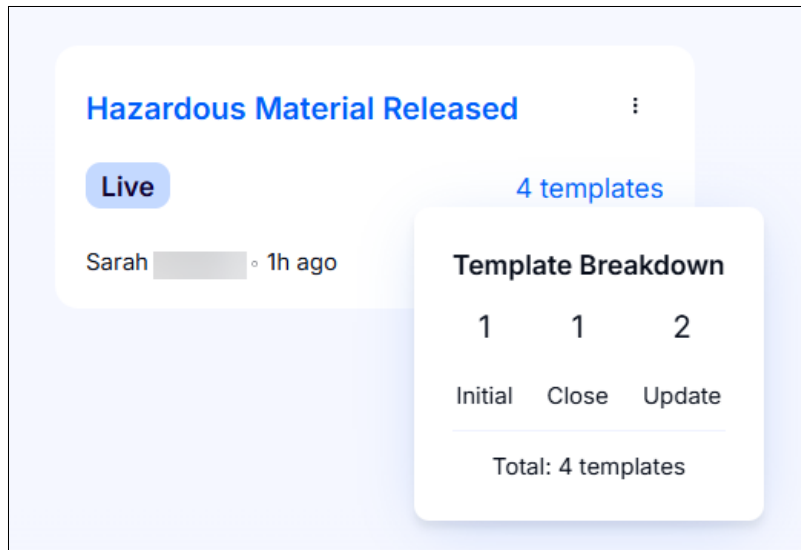 Hazardous Material Released
Live
4 templates
Sarah ◦ 1h ago
Template Breakdown
1 1 2
Initial Close Update
Total: 4 templates